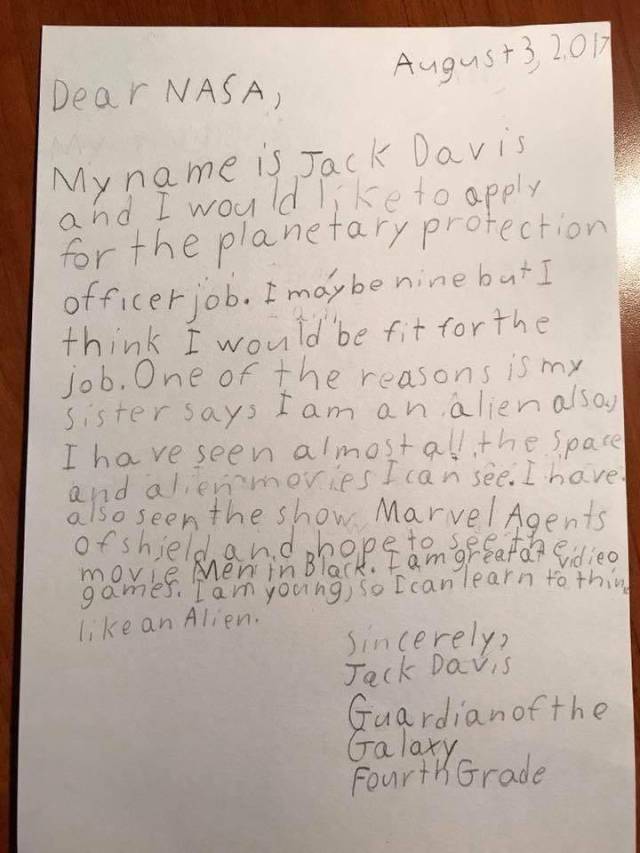 August 3, 2017
Dear NASA,
My name is Jack Davis
and I would like to apply
for the planetary protection
officer job. I may be nine but I
think I would be fit for the
job. One of the reasons is my
sister says I am an alien also,
I have seen almost all the space
and alien movies I can see. I have
also seen the show Marvel Agents
of shield and hope to see the
movie Men in Black. I am great at vidieo
games. I am young, so I can learn to think
like an Alien.
Sincerely,
Jack Davis
Guardian of the
Galaxy
Fourth Grade